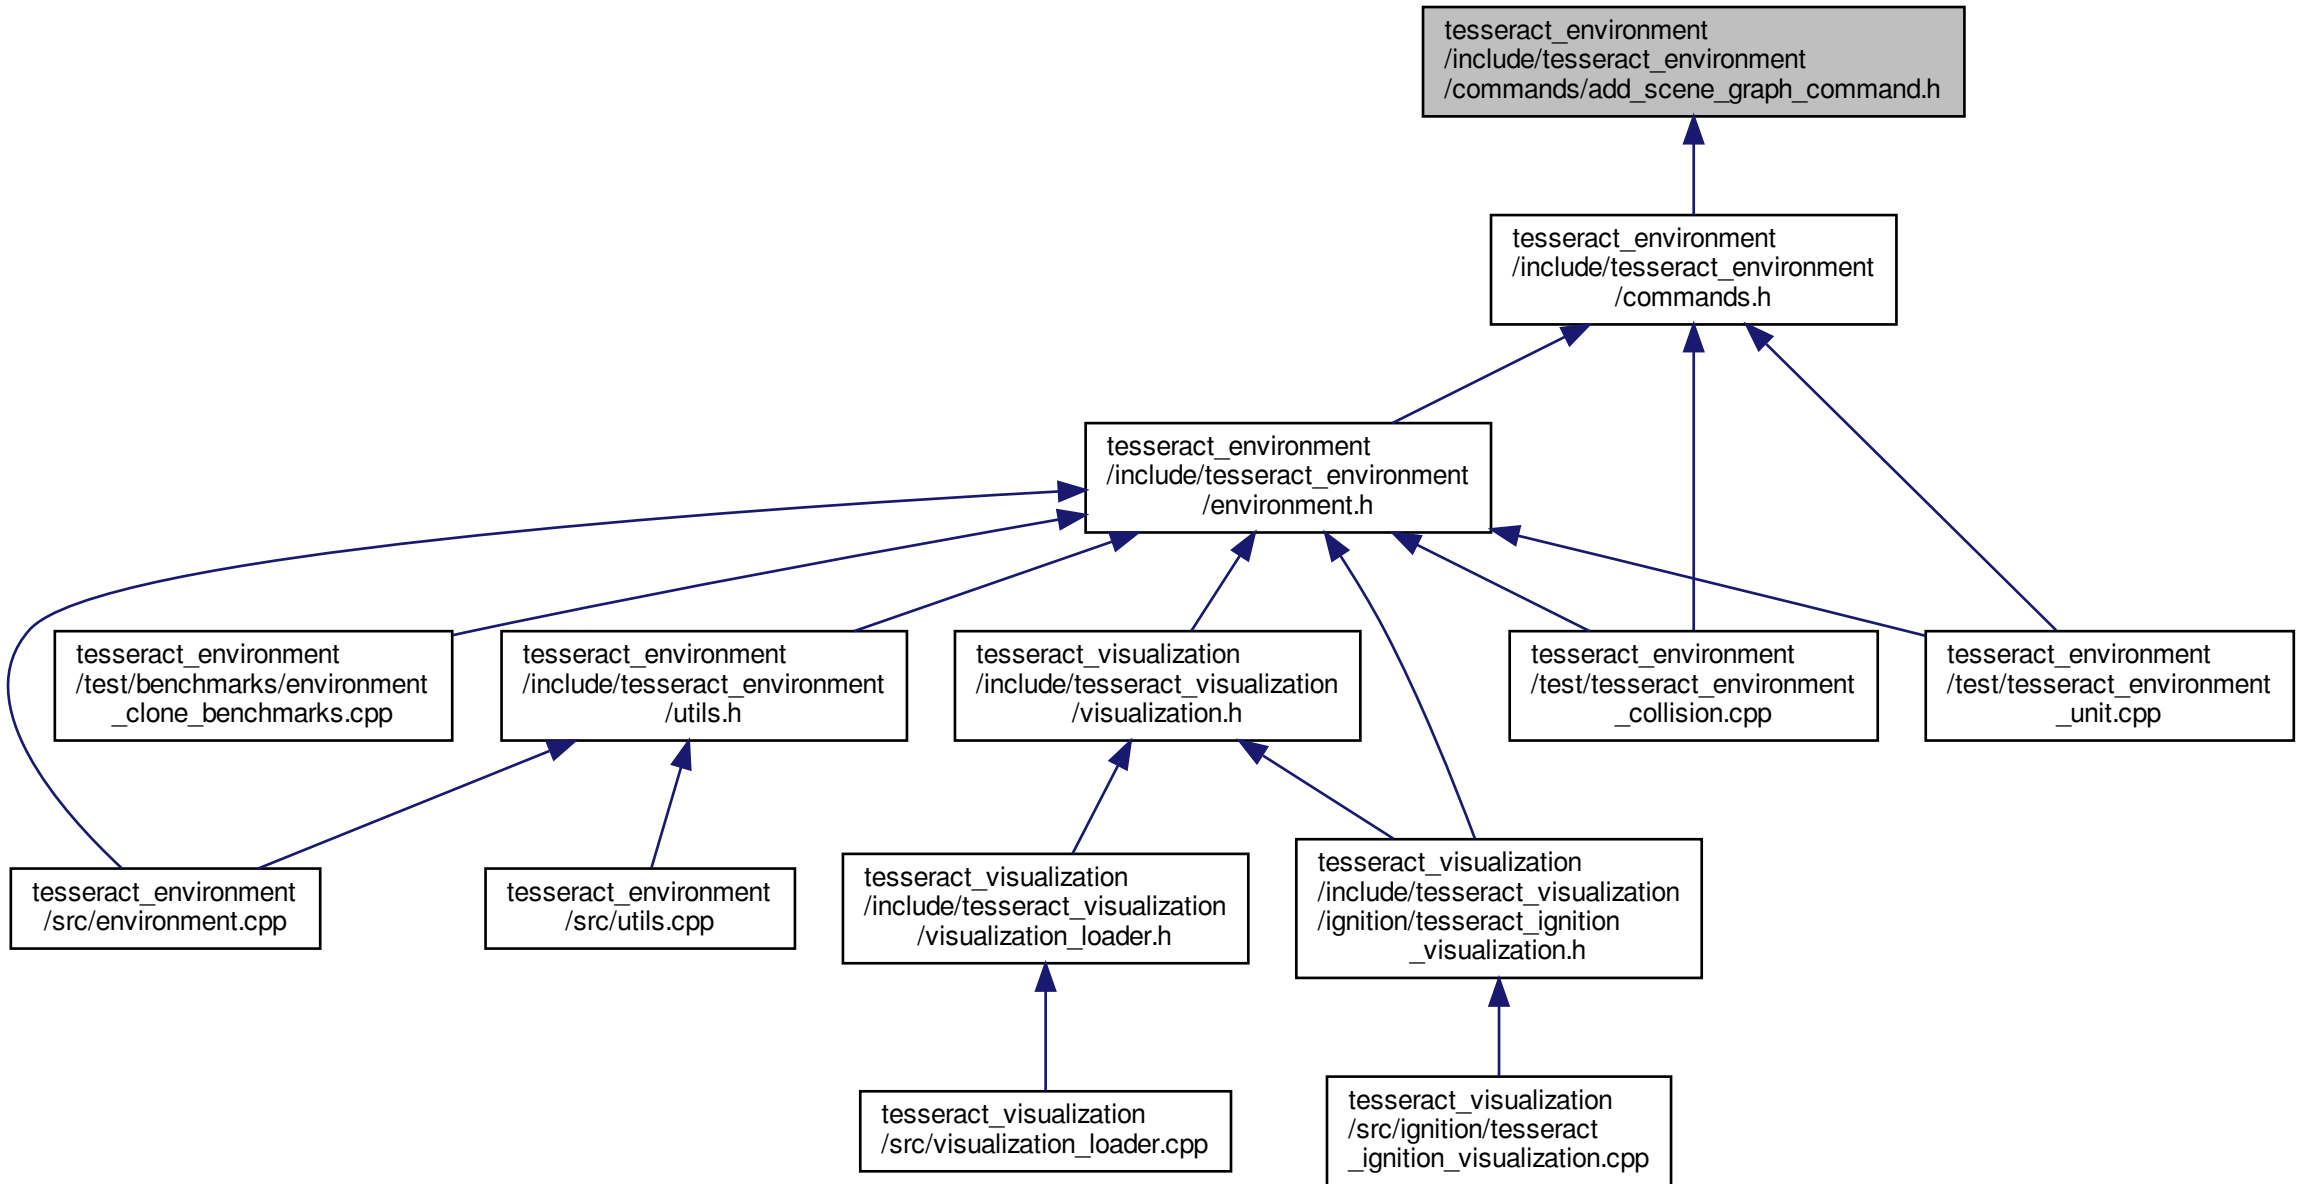 tesseract_environment
/include/tesseract_environment
/commands/add_scene_graph_command.h
tesseract_environment
/include/tesseract_environment
/commands.h
tesseract_environment
/include/tesseract_environment
/environment.h
tesseract_environment
/test/benchmarks/environment
_clone_benchmarks.cpp
tesseract_environment
/include/tesseract_environment
/utils.h
tesseract_visualization
/include/tesseract_visualization
/visualization.h
tesseract_environment
/test/tesseract_environment
_collision.cpp
tesseract_environment
/test/tesseract_environment
_unit.cpp
tesseract_environment
/src/environment.cpp
tesseract_environment
/src/utils.cpp
tesseract_visualization
/include/tesseract_visualization
/visualization_loader.h
tesseract_visualization
/include/tesseract_visualization
/ignition/tesseract_ignition
_visualization.h
tesseract_visualization
/src/visualization_loader.cpp
tesseract_visualization
/src/ignition/tesseract
_ignition_visualization.cpp